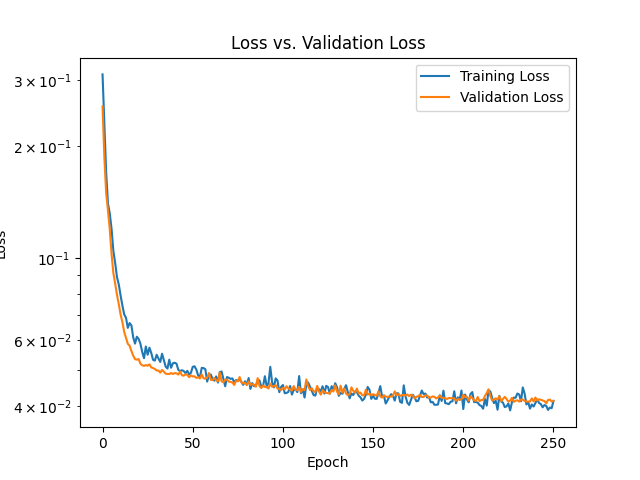 Loss vs. Validation Loss
Training Loss
Validation Loss
3 × 10⁻¹
2 × 10⁻¹
10⁻¹
6 × 10⁻²
4 × 10⁻²
Loss
0 50 100 150 200 250
Epoch